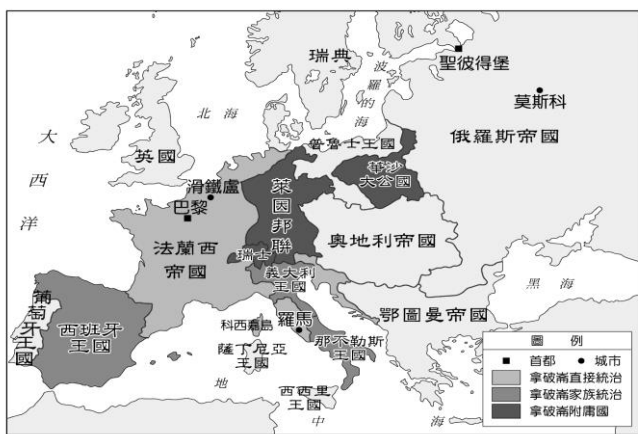 瑞典
波羅的海
聖彼得堡
莫斯科
俄羅斯帝國
北海
大西洋
英國
普魯士王國
華沙
大公國
滑鐵盧
巴黎
萊因邦聯
法蘭西
帝國
瑞士
奧地利帝國
義大利
王國
黑海
葡萄牙王國
西班牙
王國
科西嘉島
羅馬
鄂圖曼帝國
薩丁尼亞
王國
那不勒斯
王國
西西里
王國
地中海
圖例
首都
城市
拿破崙直接統治
拿破崙家族統治
拿破崙附庸國